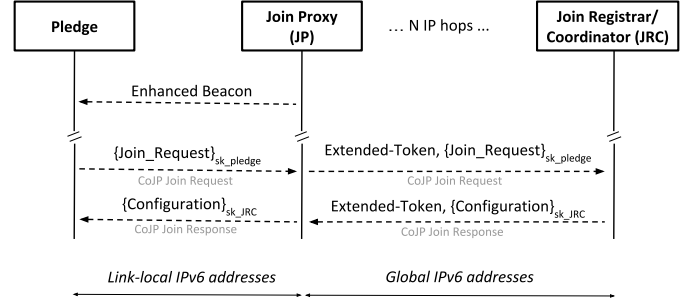 Pledge
Join Proxy
(JP)
... N IP hops ...
Join Registrar/
Coordinator (JRC)
Enhanced Beacon
{Join_Request}sk_pledge
CoJP Join Request
Extended-Token, {Join_Request}sk_pledge
CoJP Join Request
{Configuration}sk_JRC
CoJP Join Response
Extended-Token, {Configuration}sk_JRC
CoJP Join Response
Link-local IPv6 addresses
Global IPv6 addresses